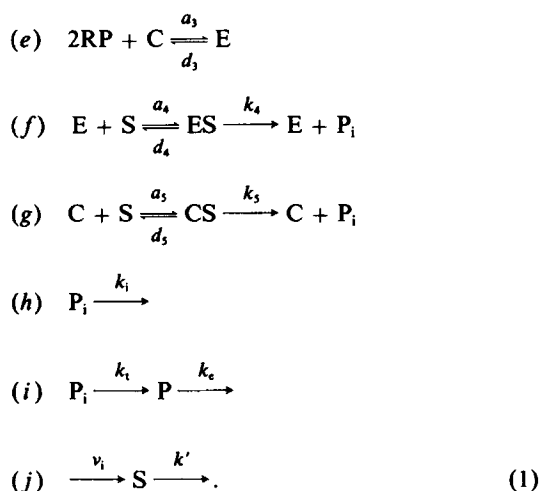 a₃
(e) 2RP + C ⇌ E
d₃
a₄ k₄
(f) E + S ⇌ ES ⟶ E + Pᵢ
d₄
a₅ k₅
(g) C + S ⇌ CS ⟶ C + Pᵢ
d₅
kᵢ
(h) Pᵢ ⟶
kₜ kₑ
(i) Pᵢ ⟶ P ⟶
vᵢ k'
(j) ⟶ S ⟶ . (1)